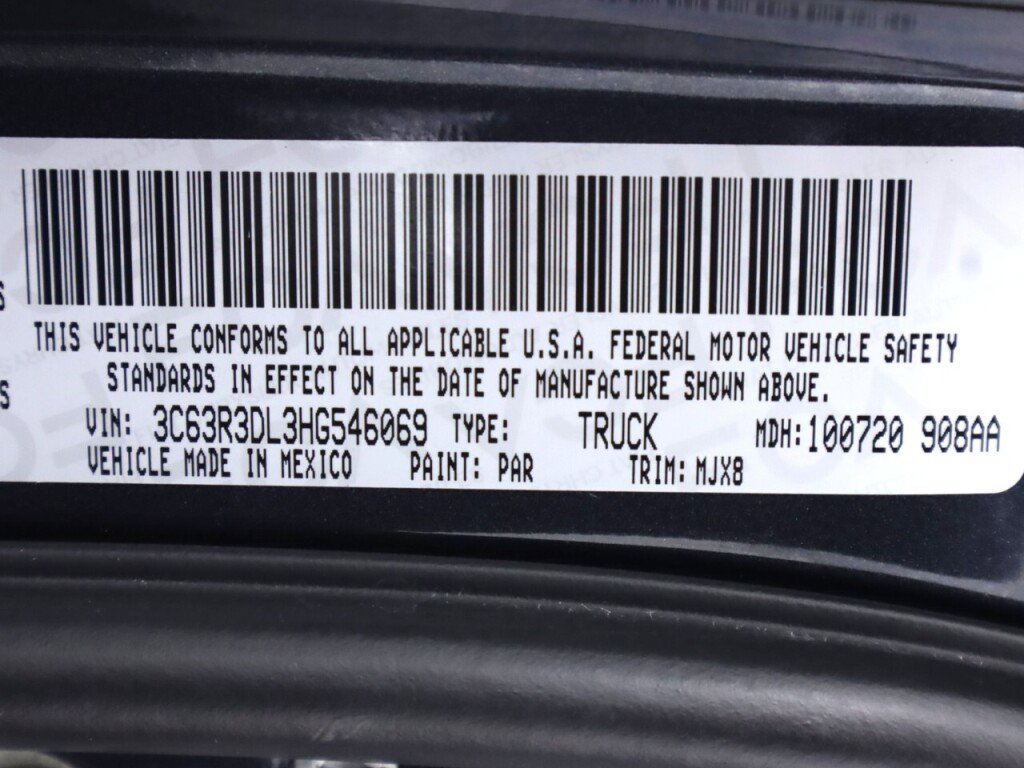 THIS VEHICLE CONFORMS TO ALL APPLICABLE U.S.A. FEDERAL MOTOR VEHICLE SAFETY
STANDARDS IN EFFECT ON THE DATE OF MANUFACTURE SHOWN ABOVE.
VIN: 3C63R3DL3HG546069 TYPE: TRUCK MDH:100720 908AA
VEHICLE MADE IN MEXICO PAINT: PAR TRIM: MJX8